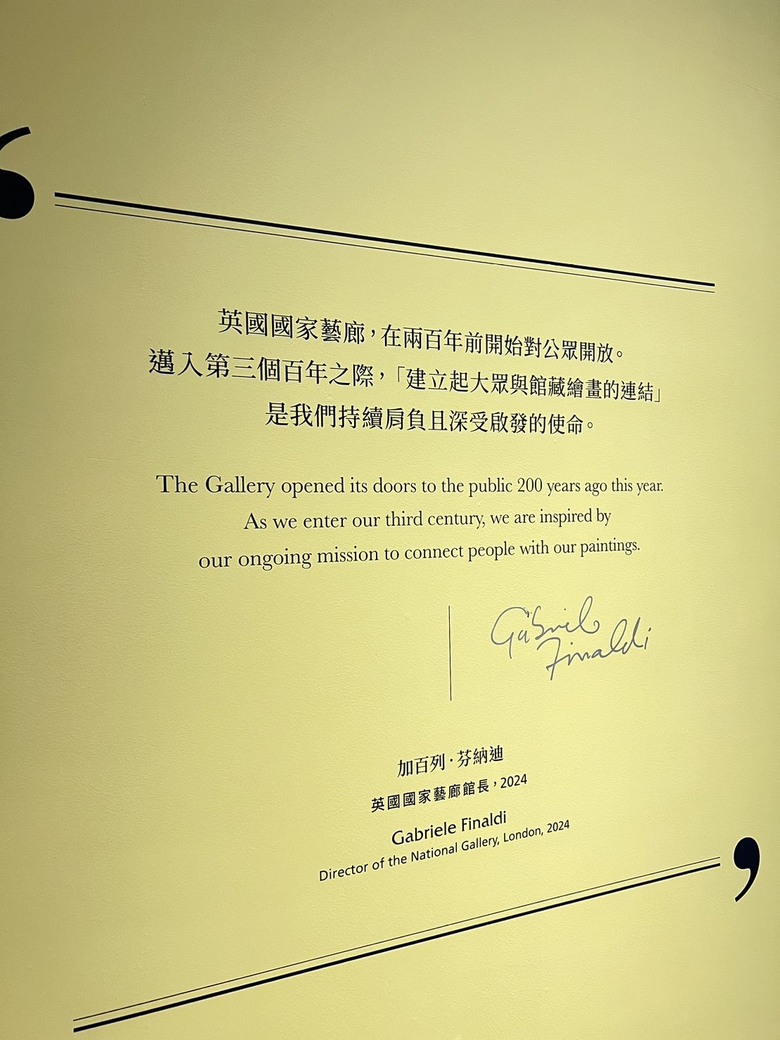 英國國家藝廊，在兩百年前開始對公眾開放。
邁入第三個百年之際，「建立起大眾與館藏繪畫的連結」
是我們持續肩負且深受啟發的使命。
The Gallery opened its doors to the public 200 years ago this year.
As we enter our third century, we are inspired by
our ongoing mission to connect people with our paintings.
Gabriele
Finaldi
加百列·芬納迪
英國國家藝廊館長，2024
Gabriele Finaldi
Director of the National Gallery, London, 2024